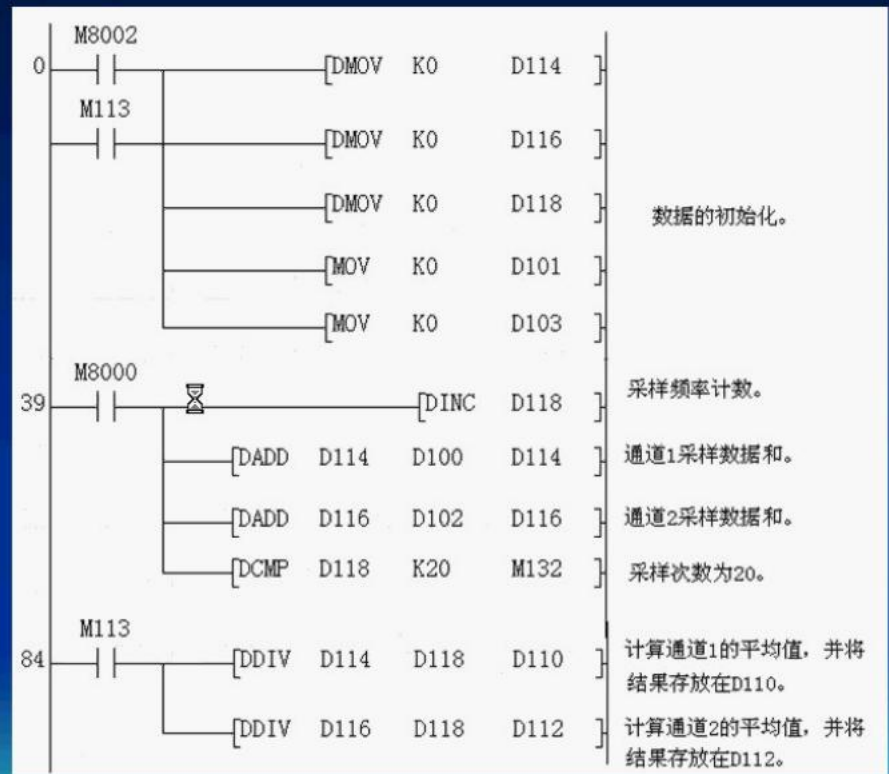 M8002
0 [DMOV K0 D114 ]
M113
[DMOV K0 D116 ]
[DMOV K0 D118 ]
数据的初始化。
[MOV K0 D101 ]
[MOV K0 D103 ]
M8000
39 [DINC D118 ] 采样频率计数。
[DADD D114 D100 D114 ] 通道1采样数据和。
[DADD D116 D102 D116 ] 通道2采样数据和。
[DCMP D118 K20 M132 ] 采样次数为20。
M113
84 [DDIV D114 D118 D110 ] 计算通道1的平均值，并将
结果存放在D110。
[DDIV D116 D118 D112 ] 计算通道2的平均值，并将
结果存放在D112。